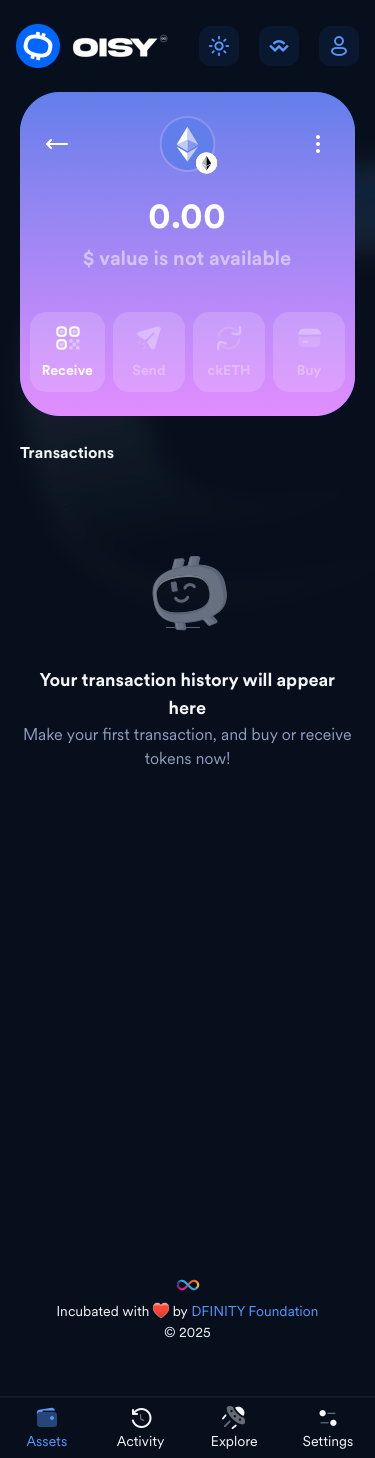 OISY
0.00
$ value is not available
Receive
Send
ckETH
Buy
Transactions
Your transaction history will appear
here
Make your first transaction, and buy or receive
tokens now!
Incubated with ❤️ by DFINITY Foundation
© 2025
Assets
Activity
Explore
Settings